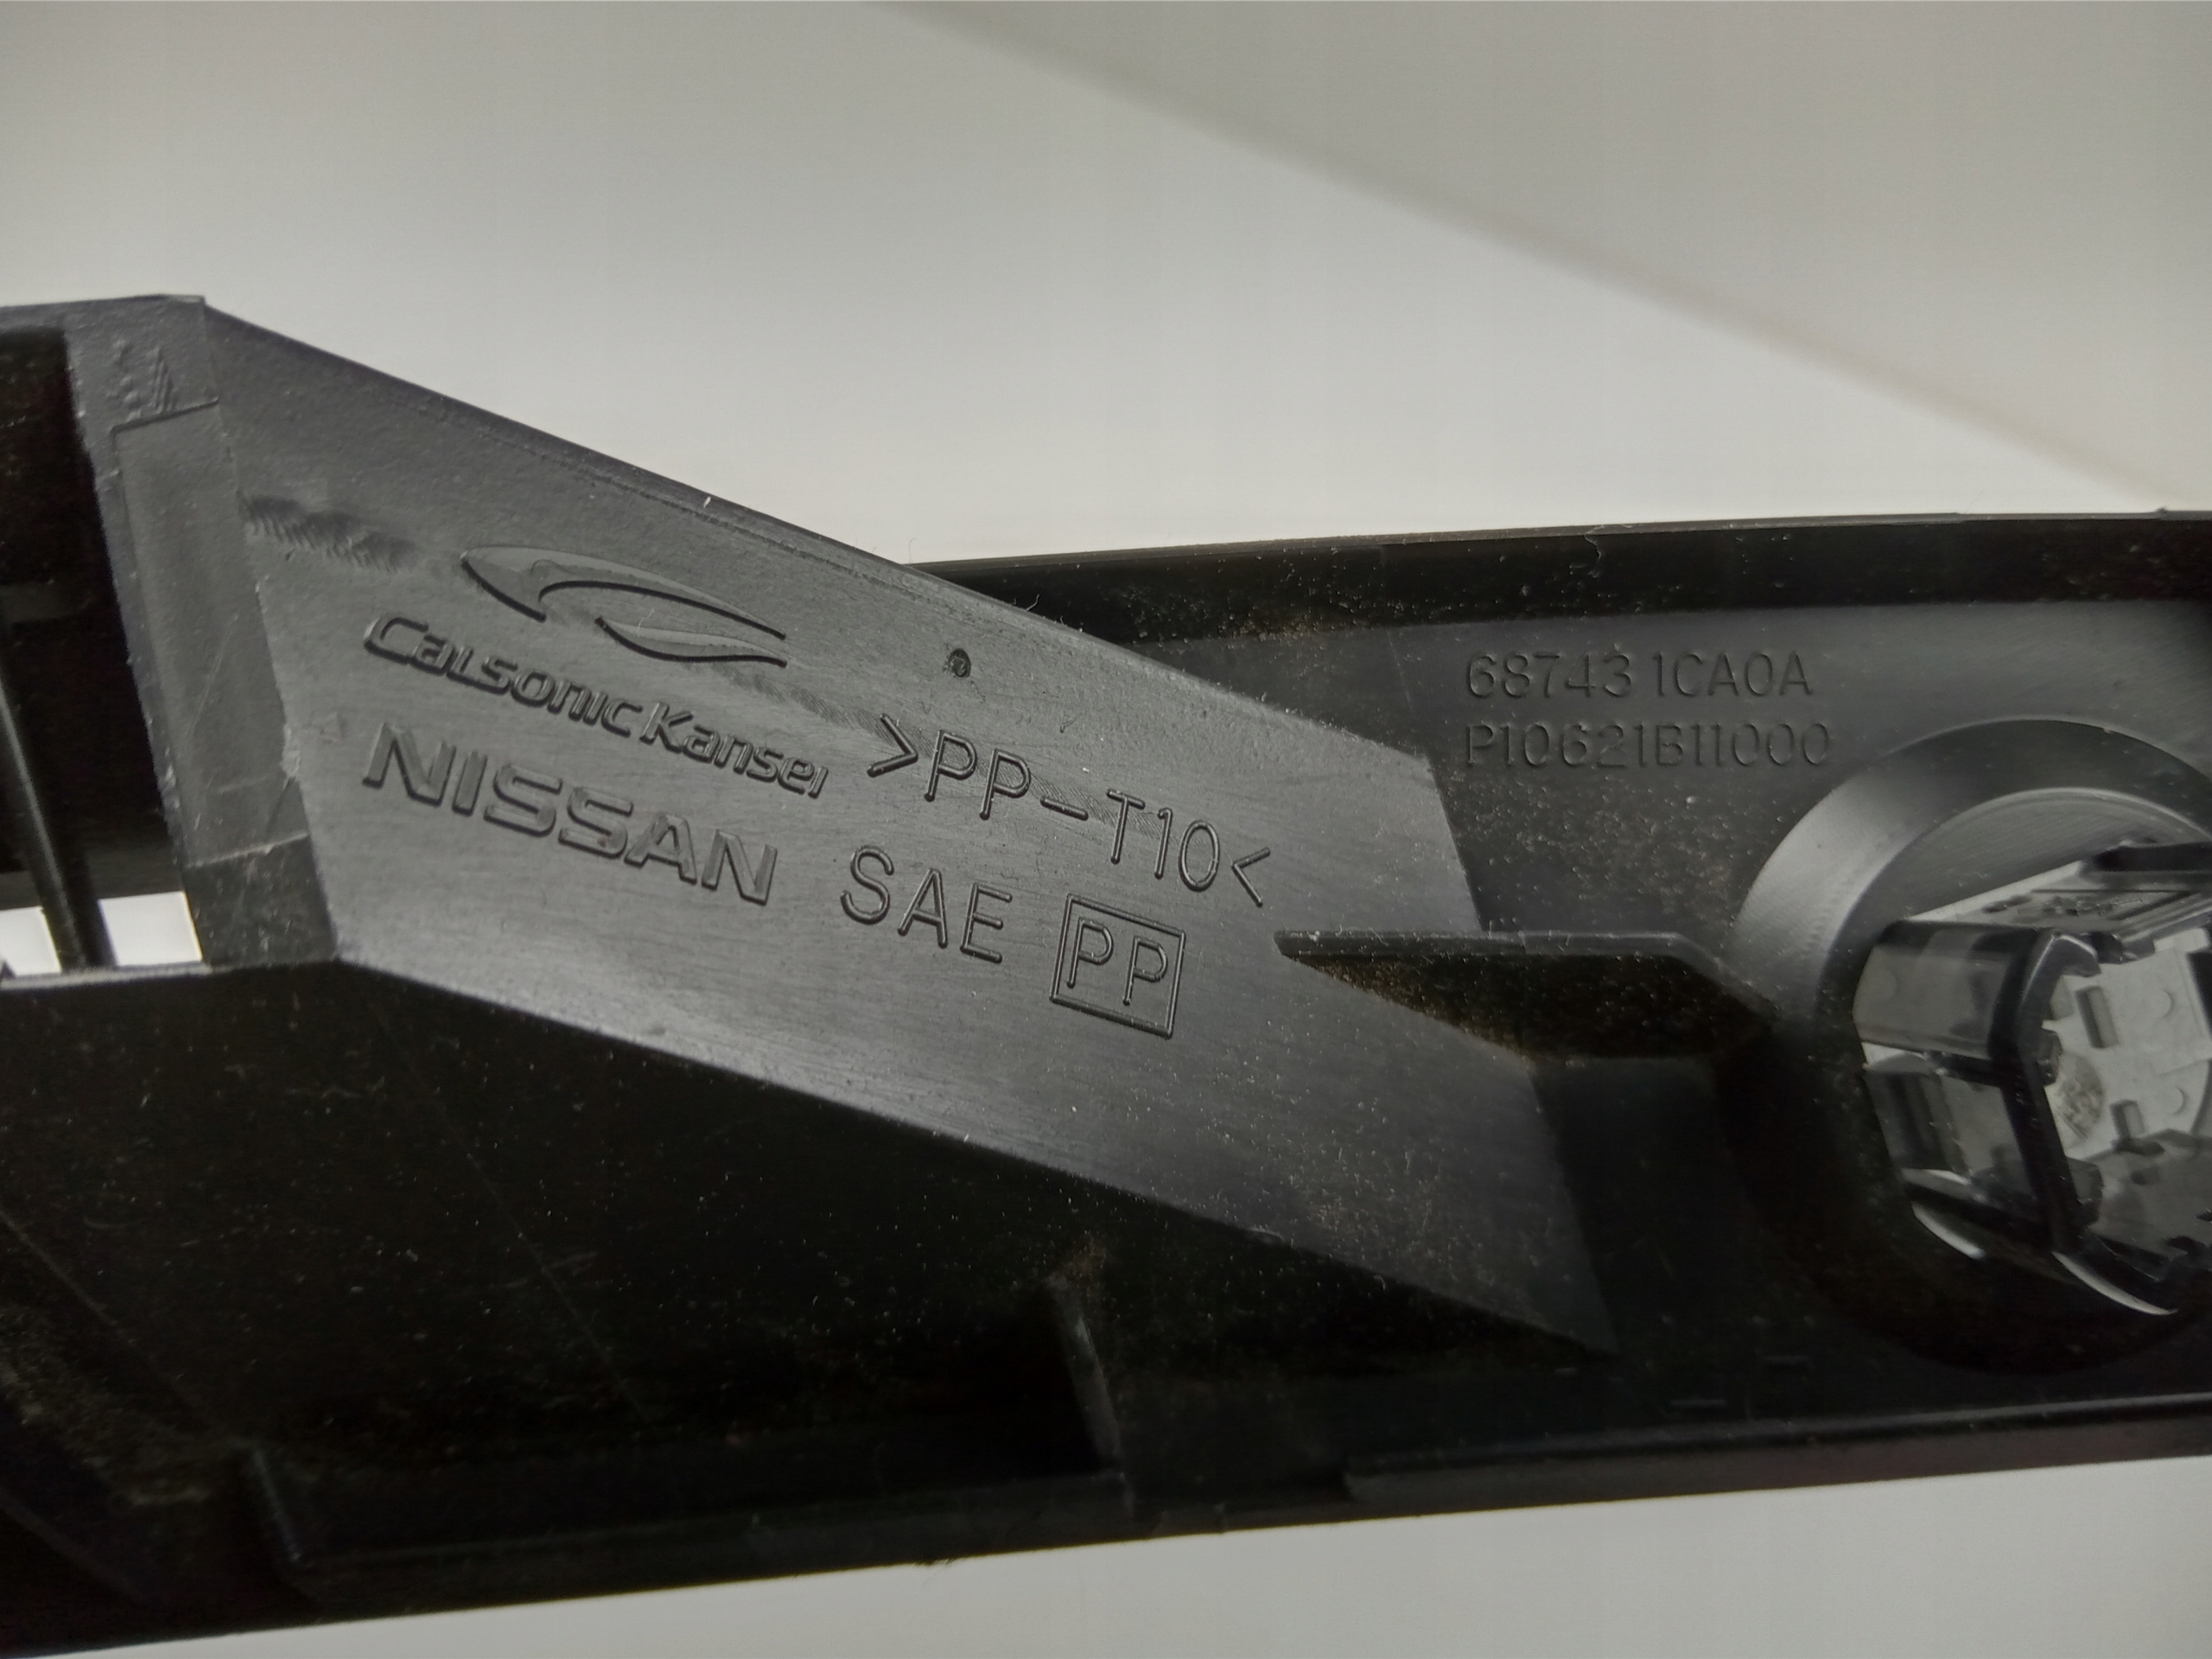 CalsonicKansei
NISSAN
>PP-T10<
SAE PP
68743 1CA0A
P10621B11000